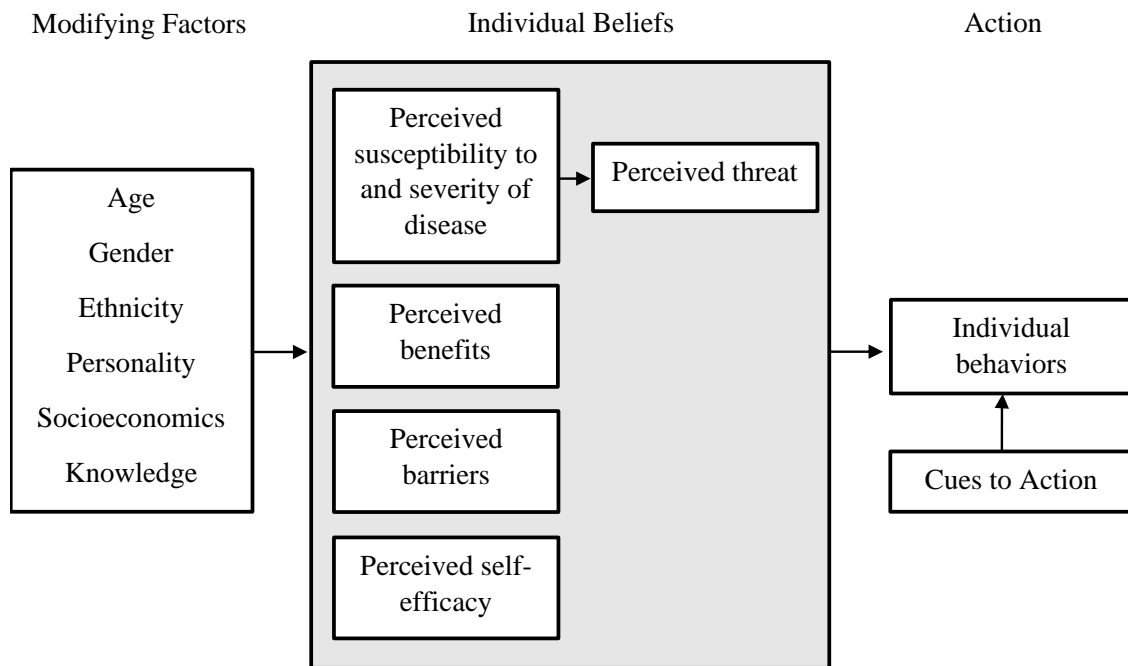 Modifying Factors
Individual Beliefs
Action
Age
Gender
Ethnicity
Personality
Socioeconomics
Knowledge
Perceived
susceptibility to
and severity of
disease
Perceived threat
Perceived
benefits
Perceived
barriers
Perceived self-
efficacy
Individual
behaviors
Cues to Action